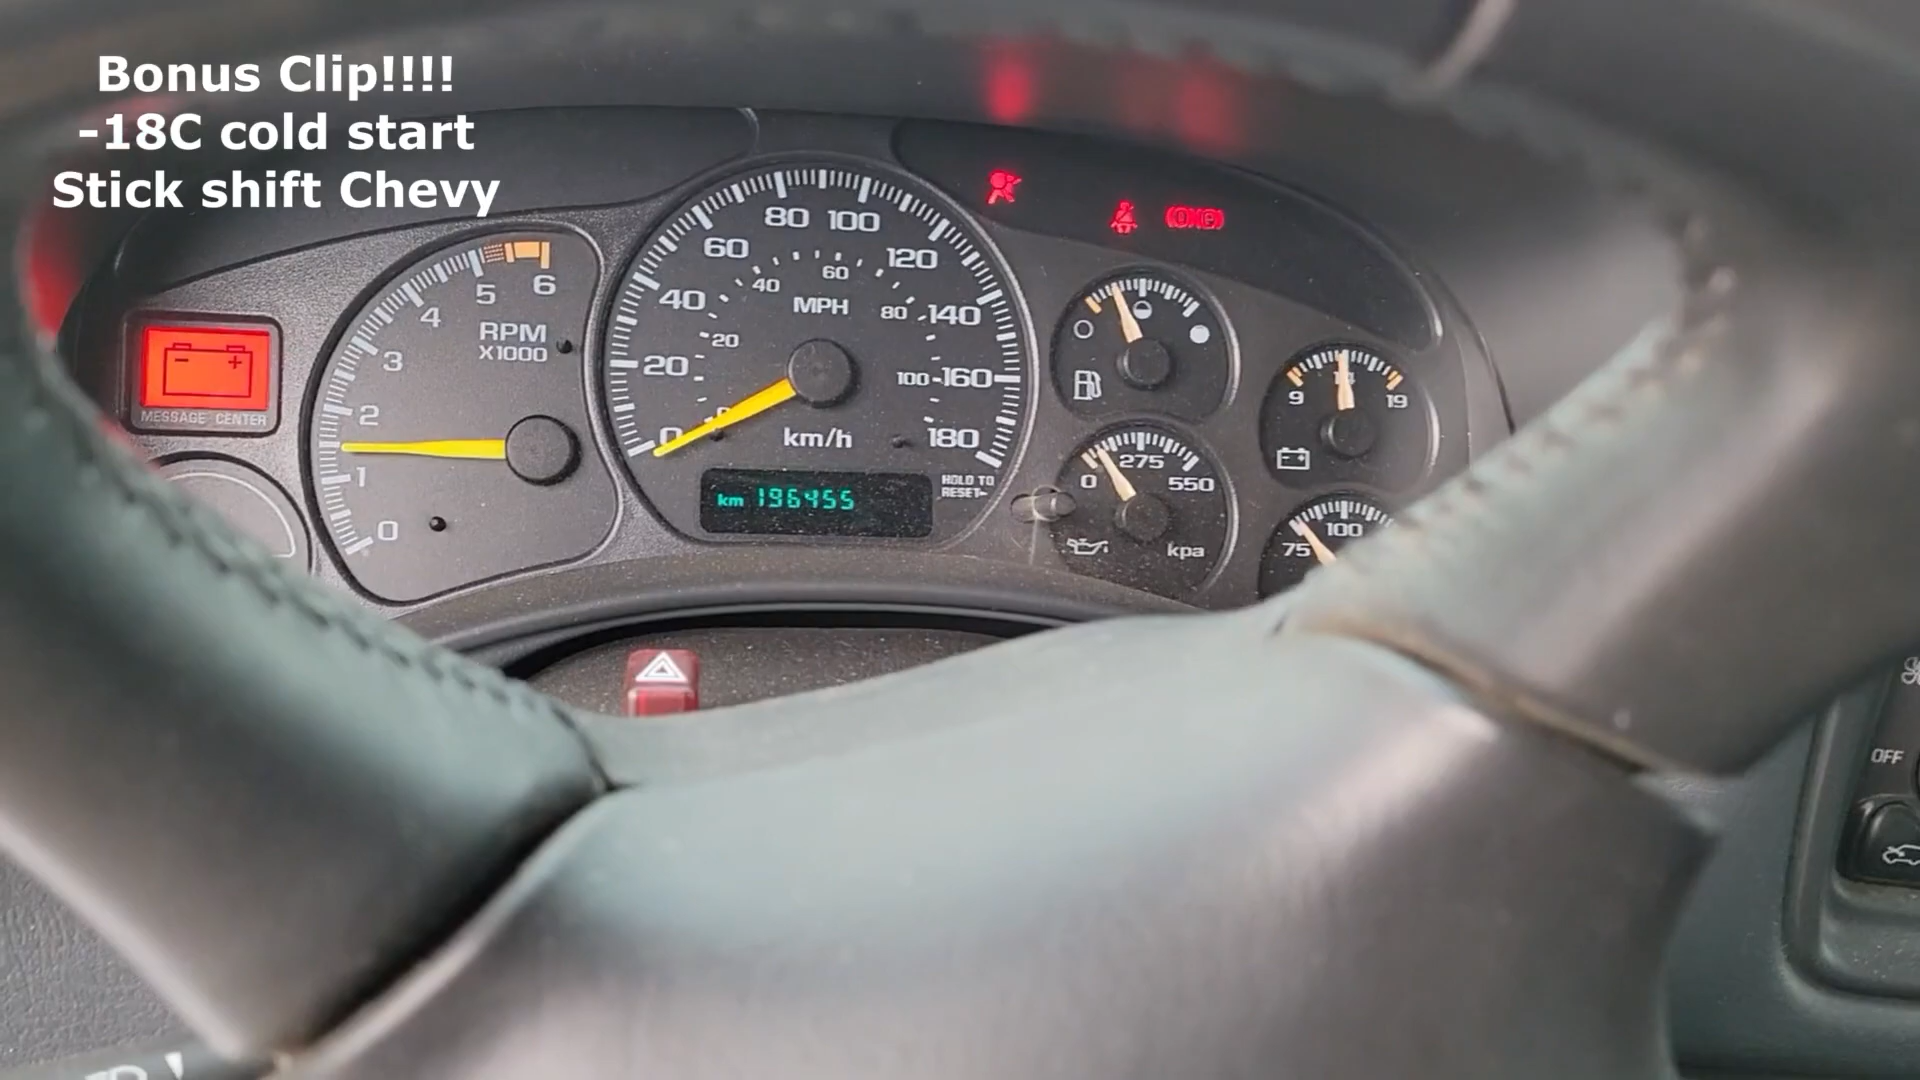 Bonus Clip!!!!
-18C cold start
Stick shift Chevy
MESSAGE CENTER
0 1 2 3 4 5 6
RPM
X1000
0 20 40 60 80 100 120 140 160 180
20 40 60 80 100
MPH
km/h
km 196455
HOLD TO
RESET
9 19
0 275 550
kpa
75 100
OFF